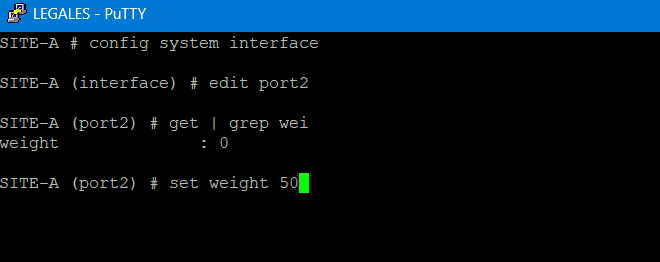 LEGALES - PuTTY
SITE-A # config system interface
SITE-A (interface) # edit port2
SITE-A (port2) # get | grep wei
weight              : 0
SITE-A (port2) # set weight 50